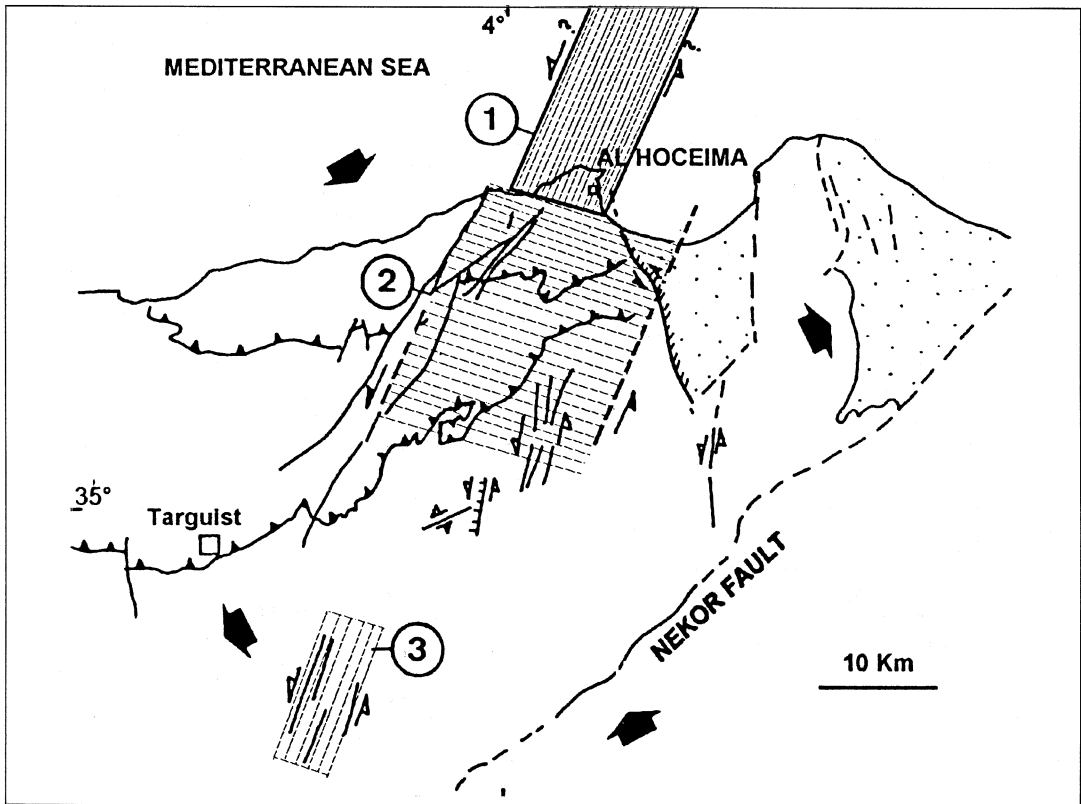 4°
?
?
MEDITERRANEAN SEA
1
AL HOCEIMA
2
35°
Targuist
NEKOR FAULT
3
10 Km